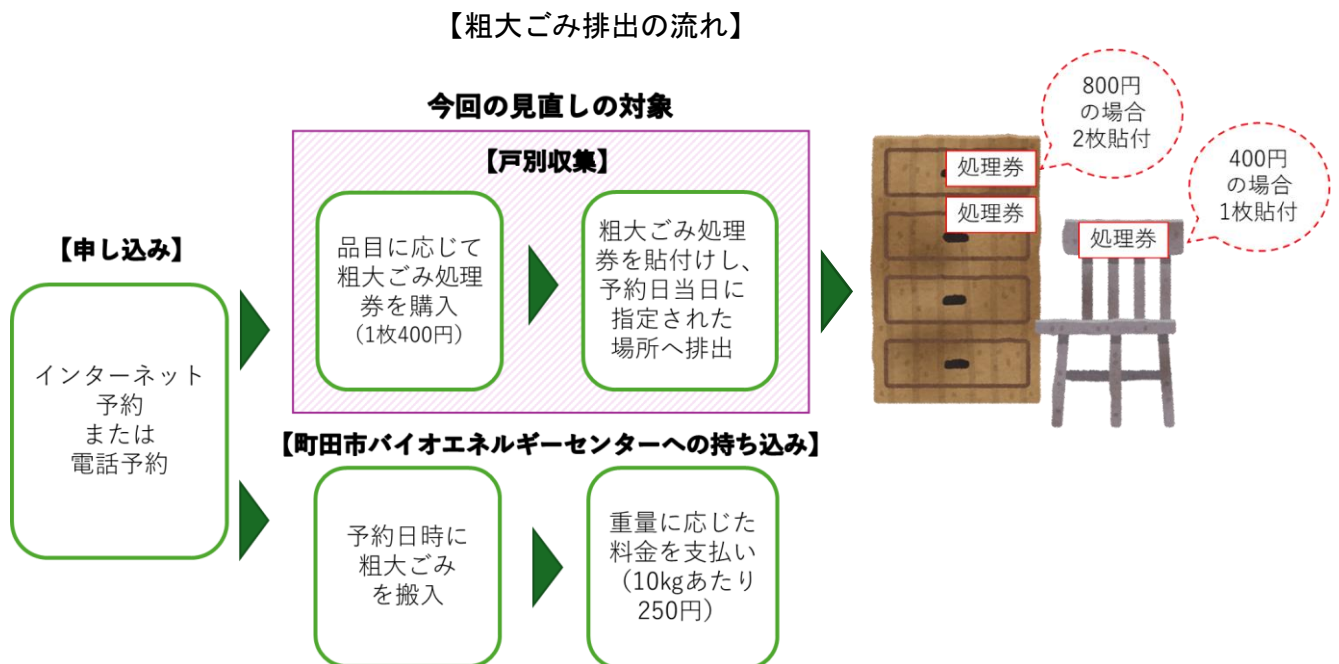 【粗大ごみ排出の流れ】
今回の見直しの対象
【戸別収集】
【申し込み】
インターネット
予約
または
電話予約
品目に応じて
粗大ごみ処理
券を購入
（1枚400円）
粗大ごみ処理
券を貼付けし、
予約日当日に
指定された
場所へ排出
処理券
処理券
800円
の場合
2枚貼付
処理券
400円
の場合
1枚貼付
【町田市バイオエネルギーセンターへの持ち込み】
予約日時に
粗大ごみ
を搬入
重量に応じた
料金を支払い
（10kgあたり
250円）